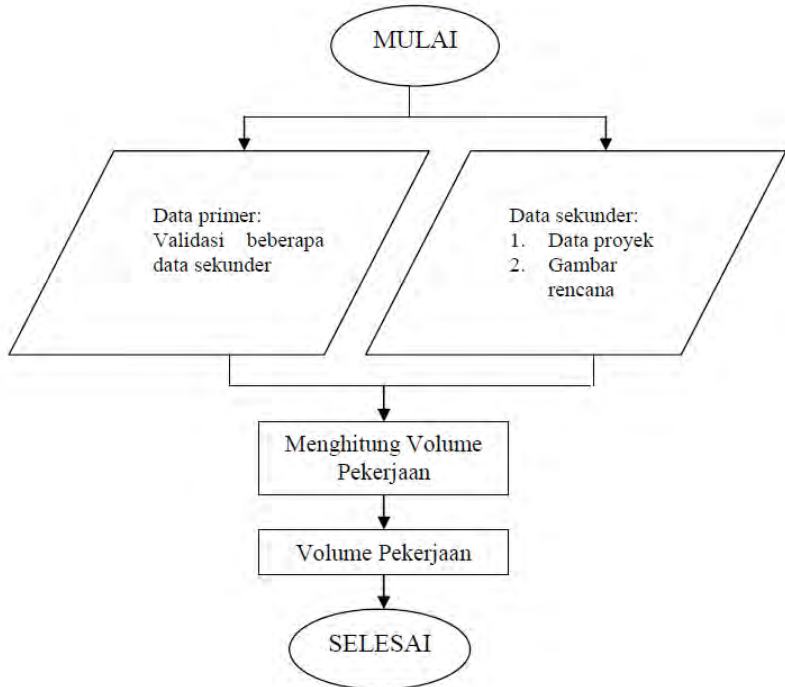 MULAI
Data primer:
Validasi beberapa
data sekunder
Data sekunder:
1. Data proyek
2. Gambar
rencana
Menghitung Volume
Pekerjaan
Volume Pekerjaan
SELESAI